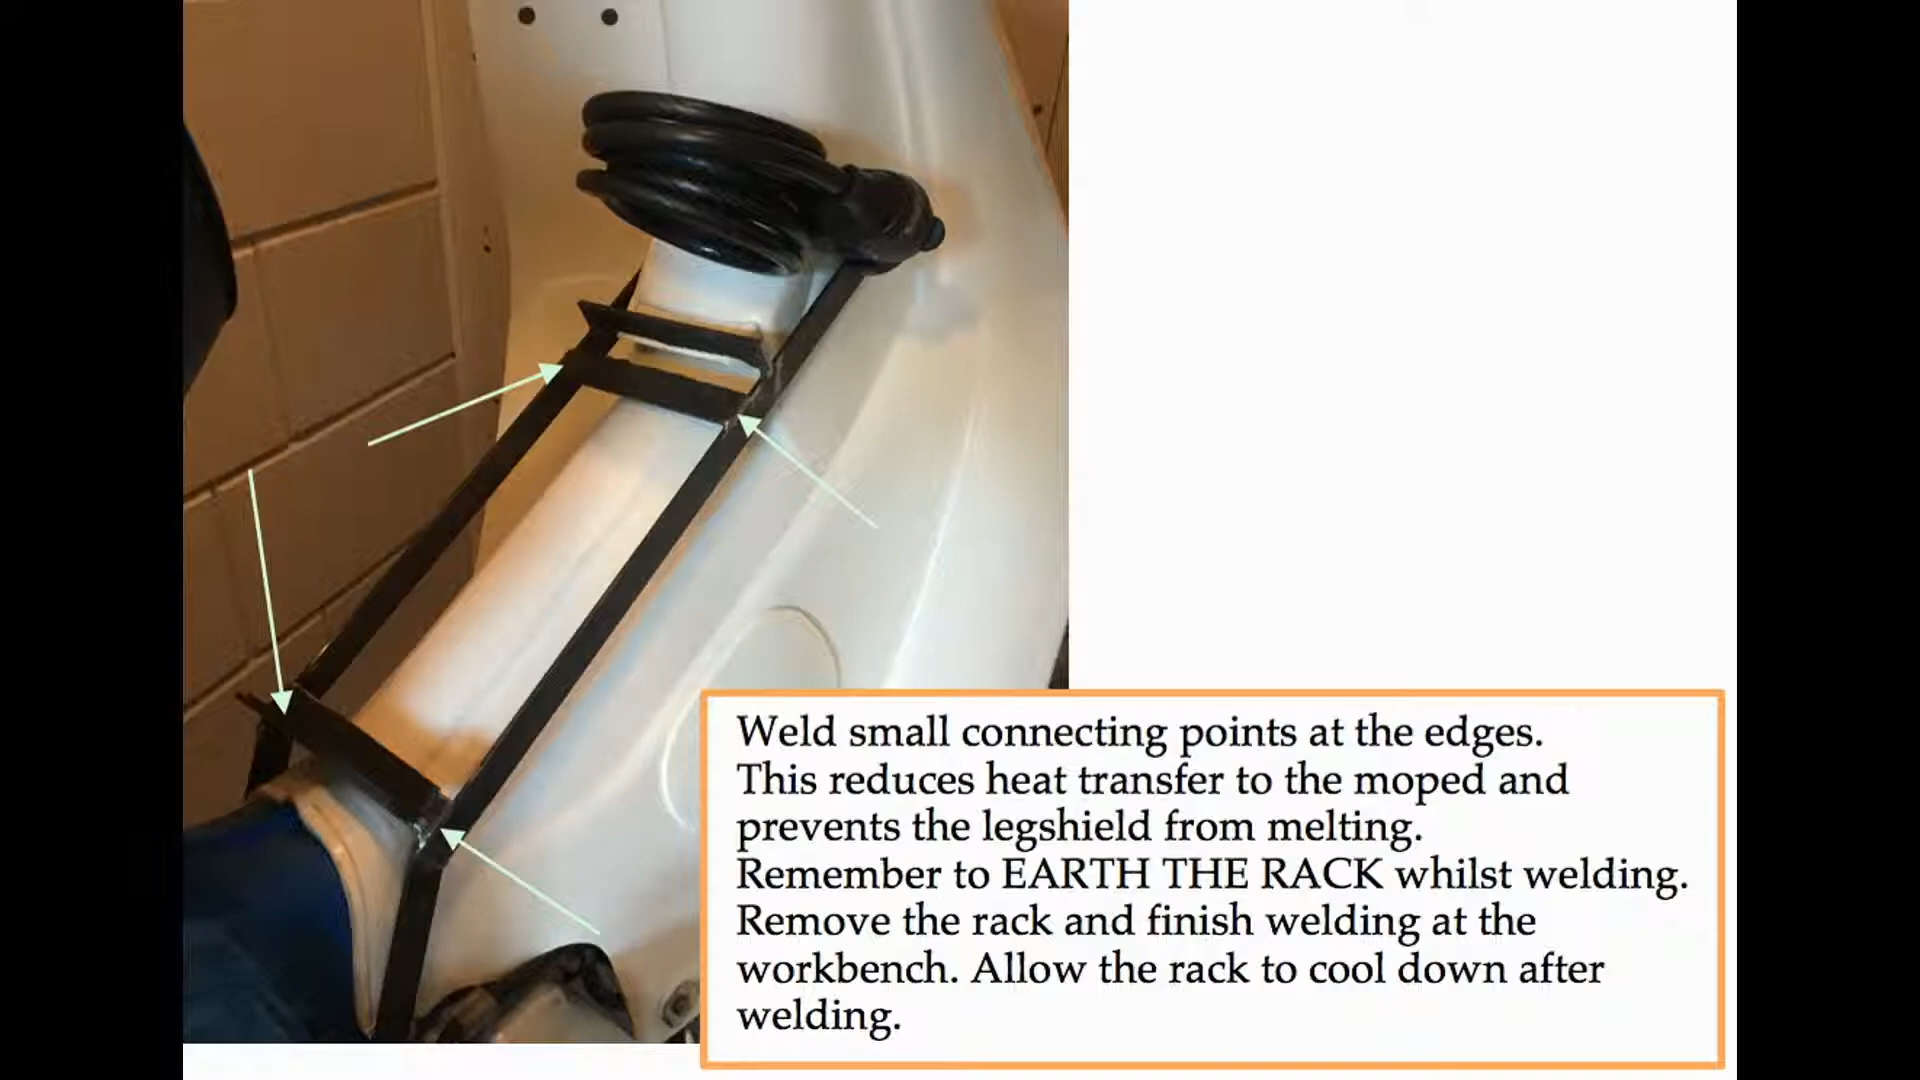 Weld small connecting points at the edges.
This reduces heat transfer to the moped and
prevents the legshield from melting.
Remember to EARTH THE RACK whilst welding.
Remove the rack and finish welding at the
workbench. Allow the rack to cool down after
welding.